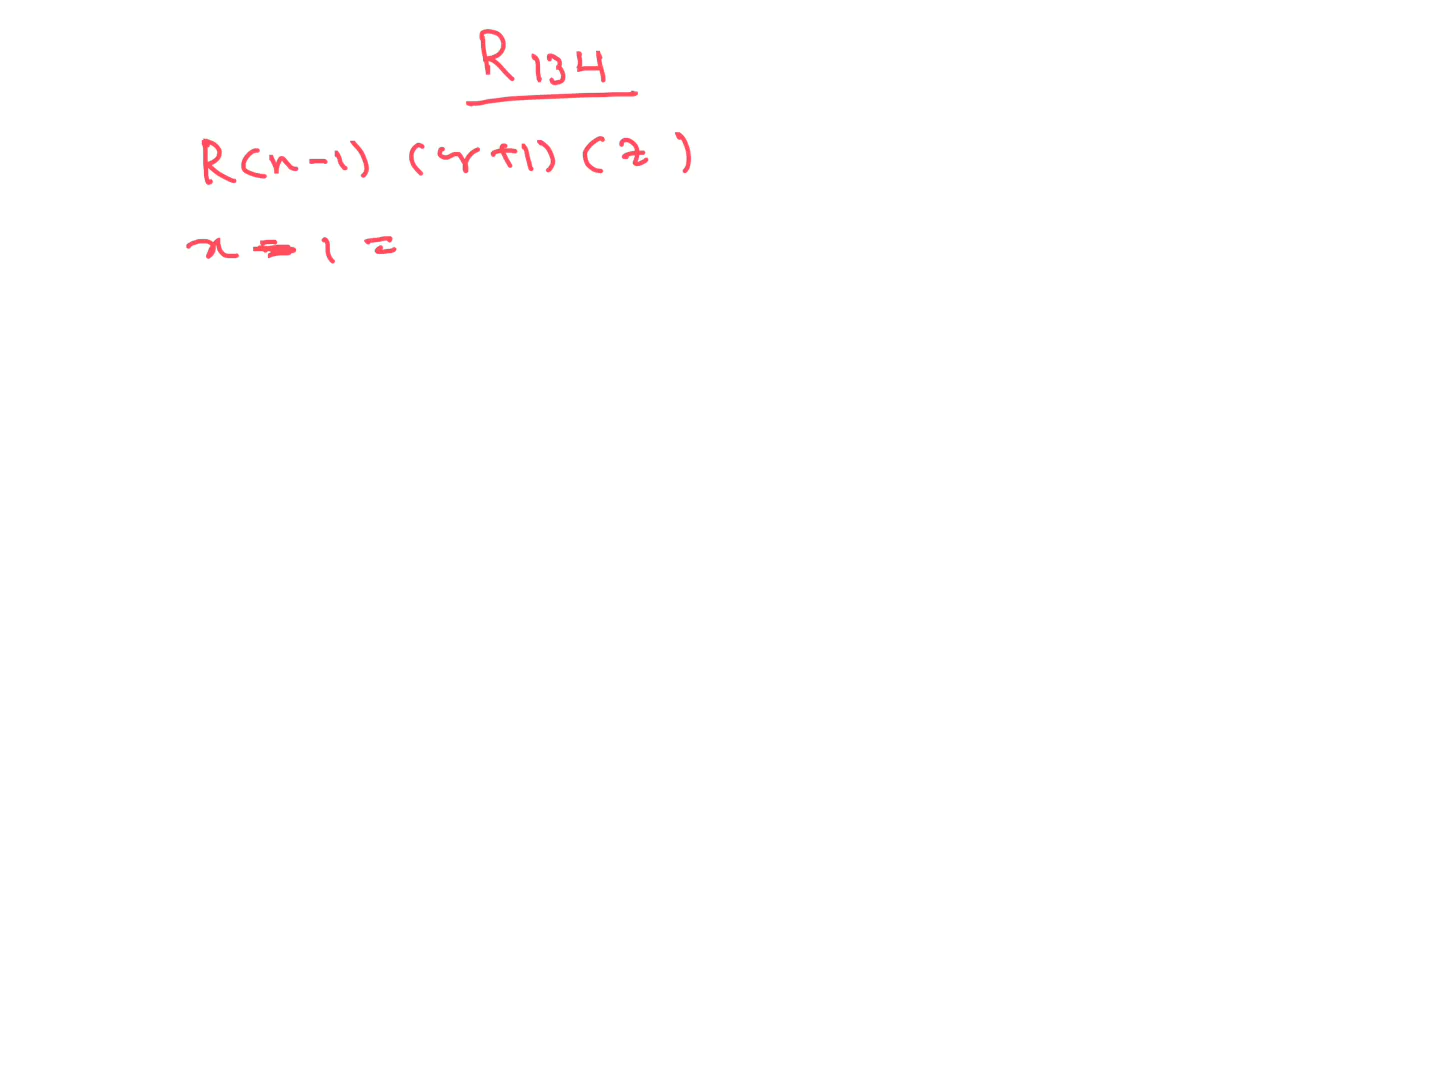 R134
R(n-1) (r+1) (z)
x - 1 =